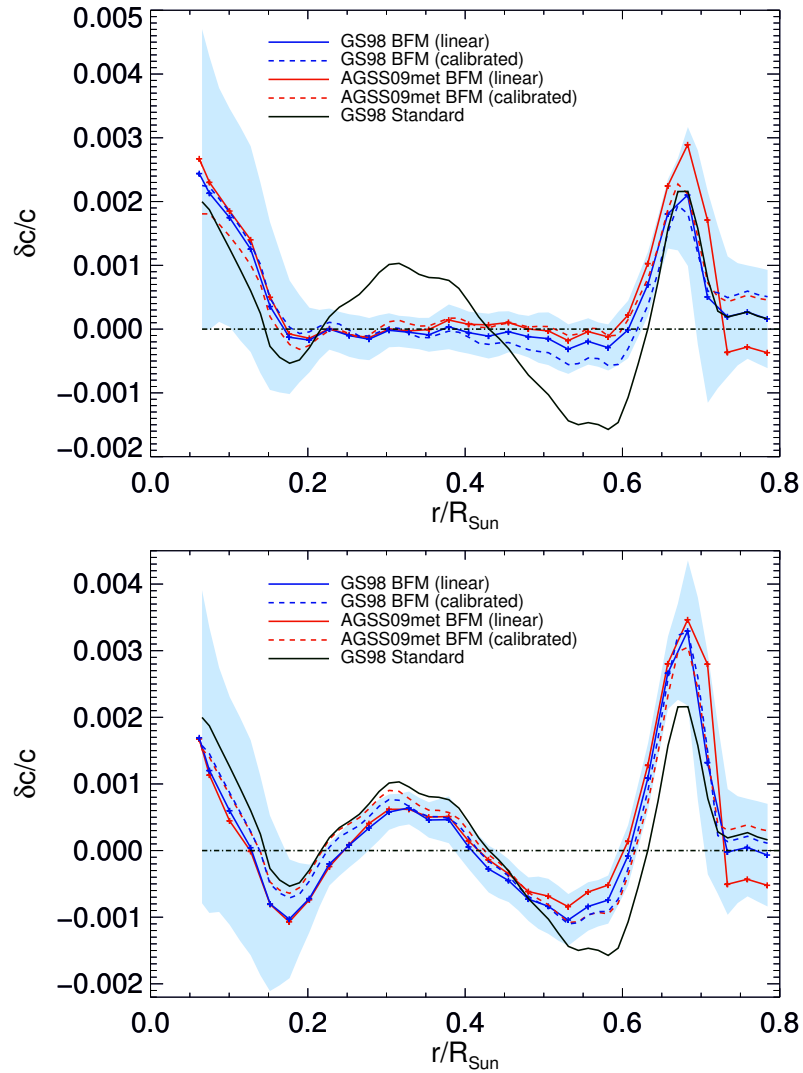 0.005
GS98 BFM (linear)
GS98 BFM (calibrated)
AGSS09met BFM (linear)
AGSS09met BFM (calibrated)
GS98 Standard
0.004
0.003
0.002
0.001
0.000
−0.001
−0.002
δc/c
0.0 0.2 0.4 0.6 0.8
r/R_Sun
GS98 BFM (linear)
GS98 BFM (calibrated)
AGSS09met BFM (linear)
AGSS09met BFM (calibrated)
GS98 Standard
0.004
0.003
0.002
0.001
0.000
−0.001
−0.002
δc/c
0.0 0.2 0.4 0.6 0.8
r/R_Sun